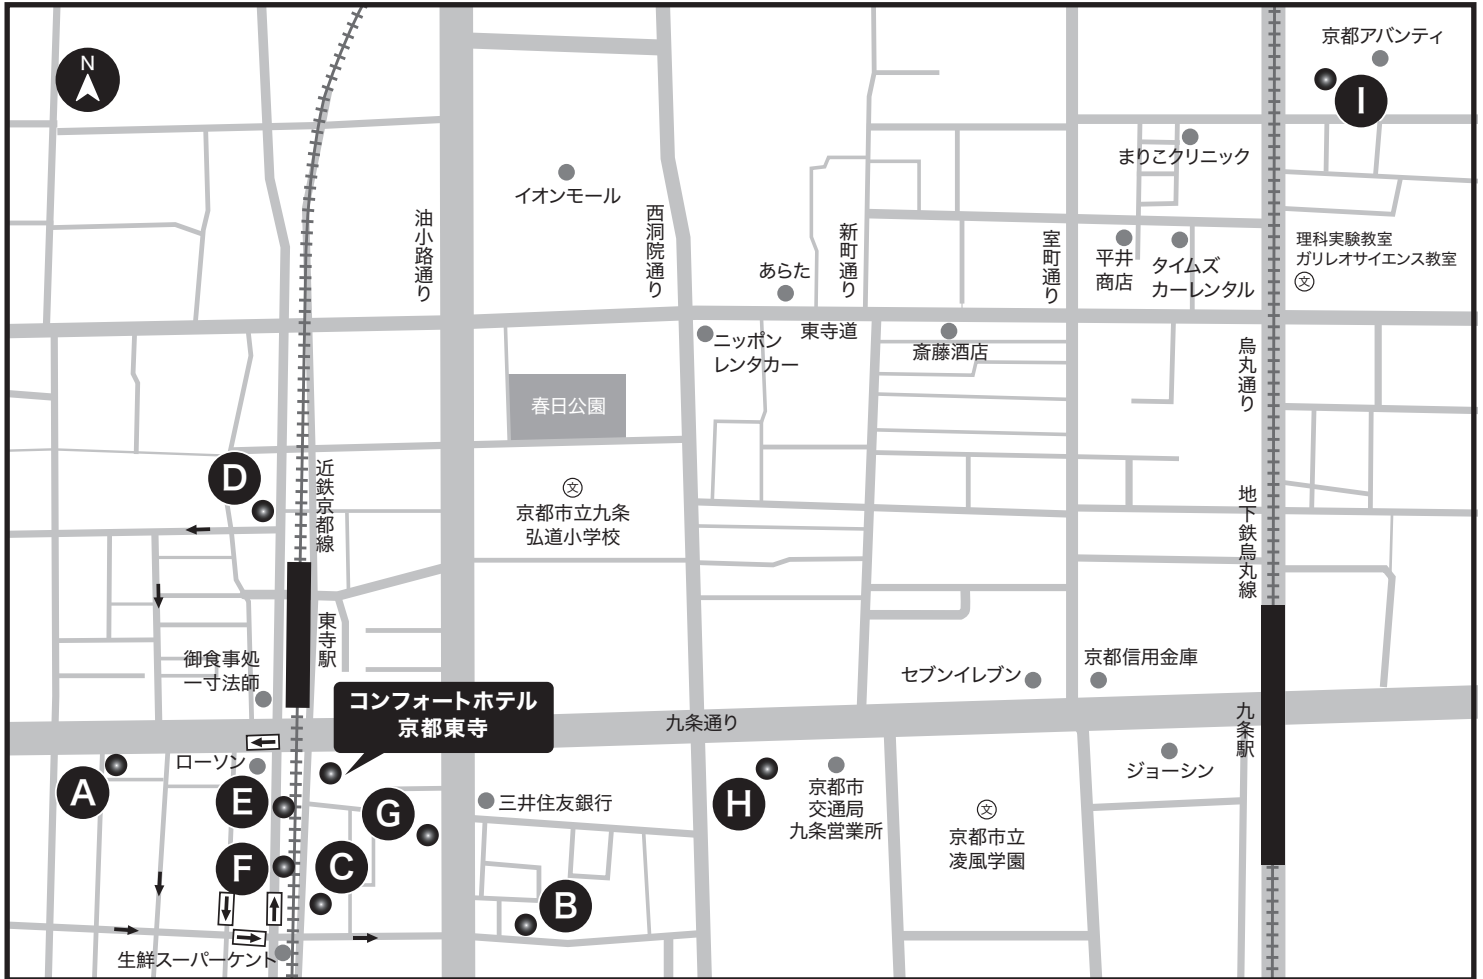 N
京都アバンティ
I
まりこクリニック
イオンモール
油小路通り
西洞院通り
新町通り
室町通り
平井
商店
タイムズ
カーレンタル
理科実験教室
ガリレオサイエンス教室
文
あらた
東寺道
ニッポン
レンタカー
斎藤酒店
烏丸通り
春日公園
D
近鉄京都線
文
京都市立九条
弘道小学校
地下鉄烏丸線
東寺駅
御食事処
一寸法師
コンフォートホテル
京都東寺
セブンイレブン
京都信用金庫
九条通り
九条駅
A
ローソン
E
G
三井住友銀行
H
京都市
交通局
九条営業所
ジョーシン
文
京都市立
凌風学園
F
C
B
生鮮スーパーケント